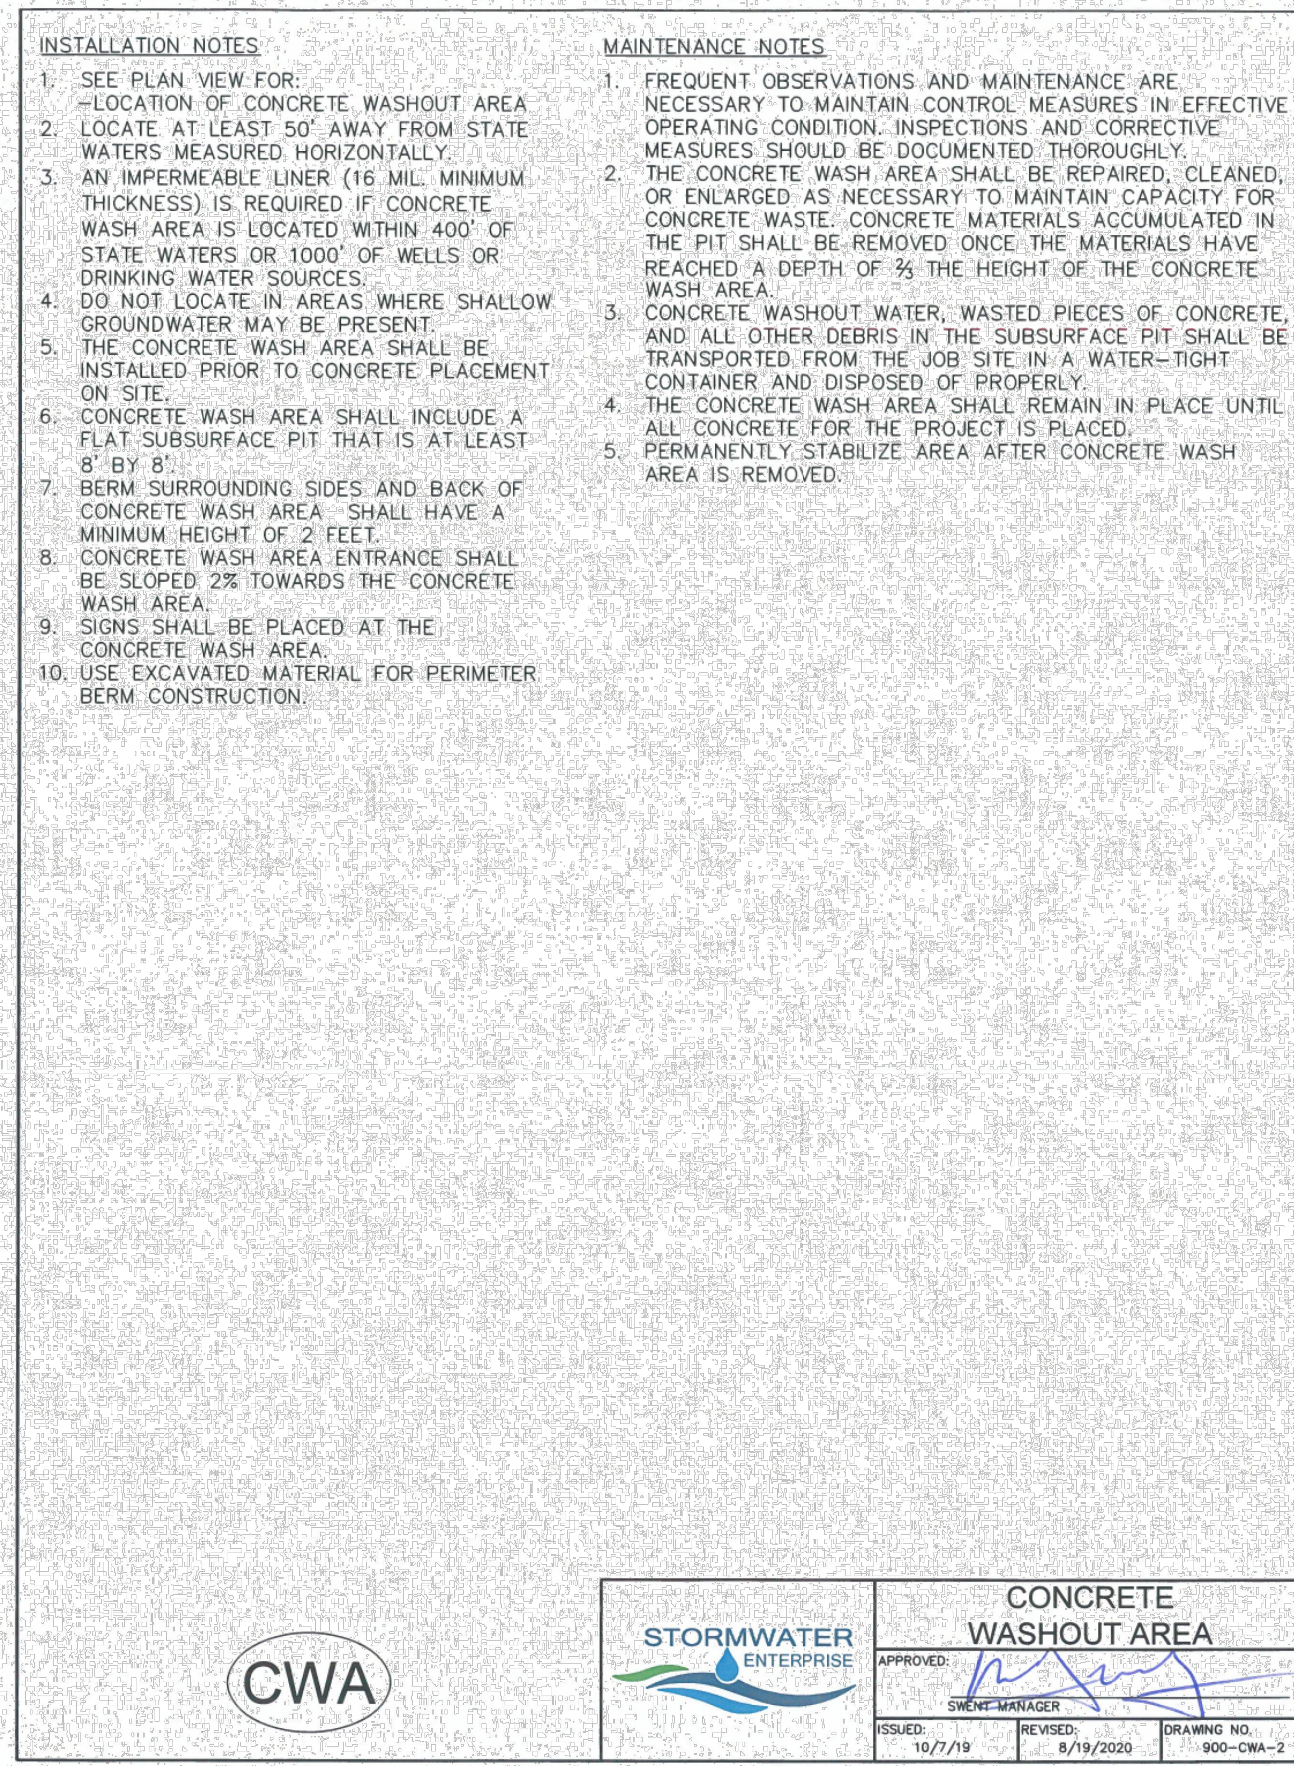 INSTALLATION NOTES
1. SEE PLAN VIEW FOR:
-LOCATION OF CONCRETE WASHOUT AREA
2. LOCATE AT LEAST 50' AWAY FROM STATE
WATERS MEASURED HORIZONTALLY.
3. AN IMPERMEABLE LINER (16 MIL. MINIMUM
THICKNESS) IS REQUIRED IF CONCRETE
WASH AREA IS LOCATED WITHIN 400' OF
STATE WATERS OR 1000' OF WELLS OR
DRINKING WATER SOURCES.
4. DO NOT LOCATE IN AREAS WHERE SHALLOW
GROUNDWATER MAY BE PRESENT.
5. THE CONCRETE WASH AREA SHALL BE
INSTALLED PRIOR TO CONCRETE PLACEMENT
ON SITE.
6. CONCRETE WASH AREA SHALL INCLUDE A
FLAT SUBSURFACE PIT THAT IS AT LEAST
8' BY 8'.
7. BERM SURROUNDING SIDES AND BACK OF
CONCRETE WASH AREA SHALL HAVE A
MINIMUM HEIGHT OF 2 FEET.
8. CONCRETE WASH AREA ENTRANCE SHALL
BE SLOPED 2% TOWARDS THE CONCRETE
WASH AREA.
9. SIGNS SHALL BE PLACED AT THE
CONCRETE WASH AREA.
10. USE EXCAVATED MATERIAL FOR PERIMETER
BERM CONSTRUCTION.
MAINTENANCE NOTES
1. FREQUENT OBSERVATIONS AND MAINTENANCE ARE
NECESSARY TO MAINTAIN CONTROL MEASURES IN EFFECTIVE
OPERATING CONDITION. INSPECTIONS AND CORRECTIVE
MEASURES SHOULD BE DOCUMENTED THOROUGHLY.
2. THE CONCRETE WASH AREA SHALL BE REPAIRED, CLEANED,
OR ENLARGED AS NECESSARY TO MAINTAIN CAPACITY FOR
CONCRETE WASTE. CONCRETE MATERIALS ACCUMULATED IN
THE PIT SHALL BE REMOVED ONCE THE MATERIALS HAVE
REACHED A DEPTH OF ⅔ THE HEIGHT OF THE CONCRETE
WASH AREA.
3. CONCRETE WASHOUT WATER, WASTED PIECES OF CONCRETE,
AND ALL OTHER DEBRIS IN THE SUBSURFACE PIT SHALL BE
TRANSPORTED FROM THE JOB SITE IN A WATER-TIGHT
CONTAINER AND DISPOSED OF PROPERLY.
4. THE CONCRETE WASH AREA SHALL REMAIN IN PLACE UNTIL
ALL CONCRETE FOR THE PROJECT IS PLACED.
5. PERMANENTLY STABILIZE AREA AFTER CONCRETE WASH
AREA IS REMOVED.
CWA
STORMWATER
ENTERPRISE
CONCRETE
WASHOUT AREA
APPROVED:
SWENT MANAGER
ISSUED:
10/7/19
REVISED:
8/19/2020
DRAWING NO.
900-CWA-2